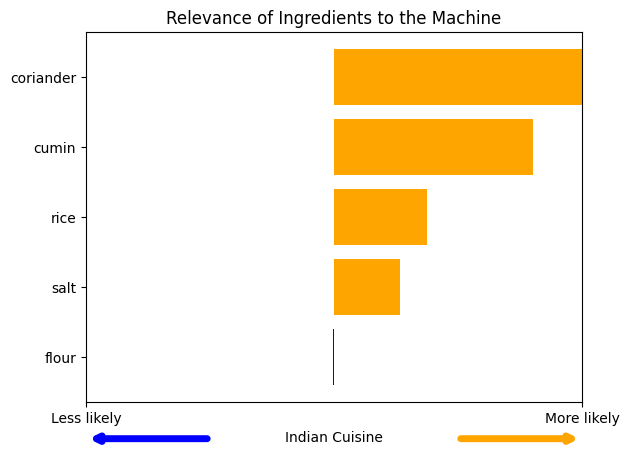 Relevance of Ingredients to the Machine
coriander
cumin
rice
salt
flour
Less likely
More likely
Indian Cuisine